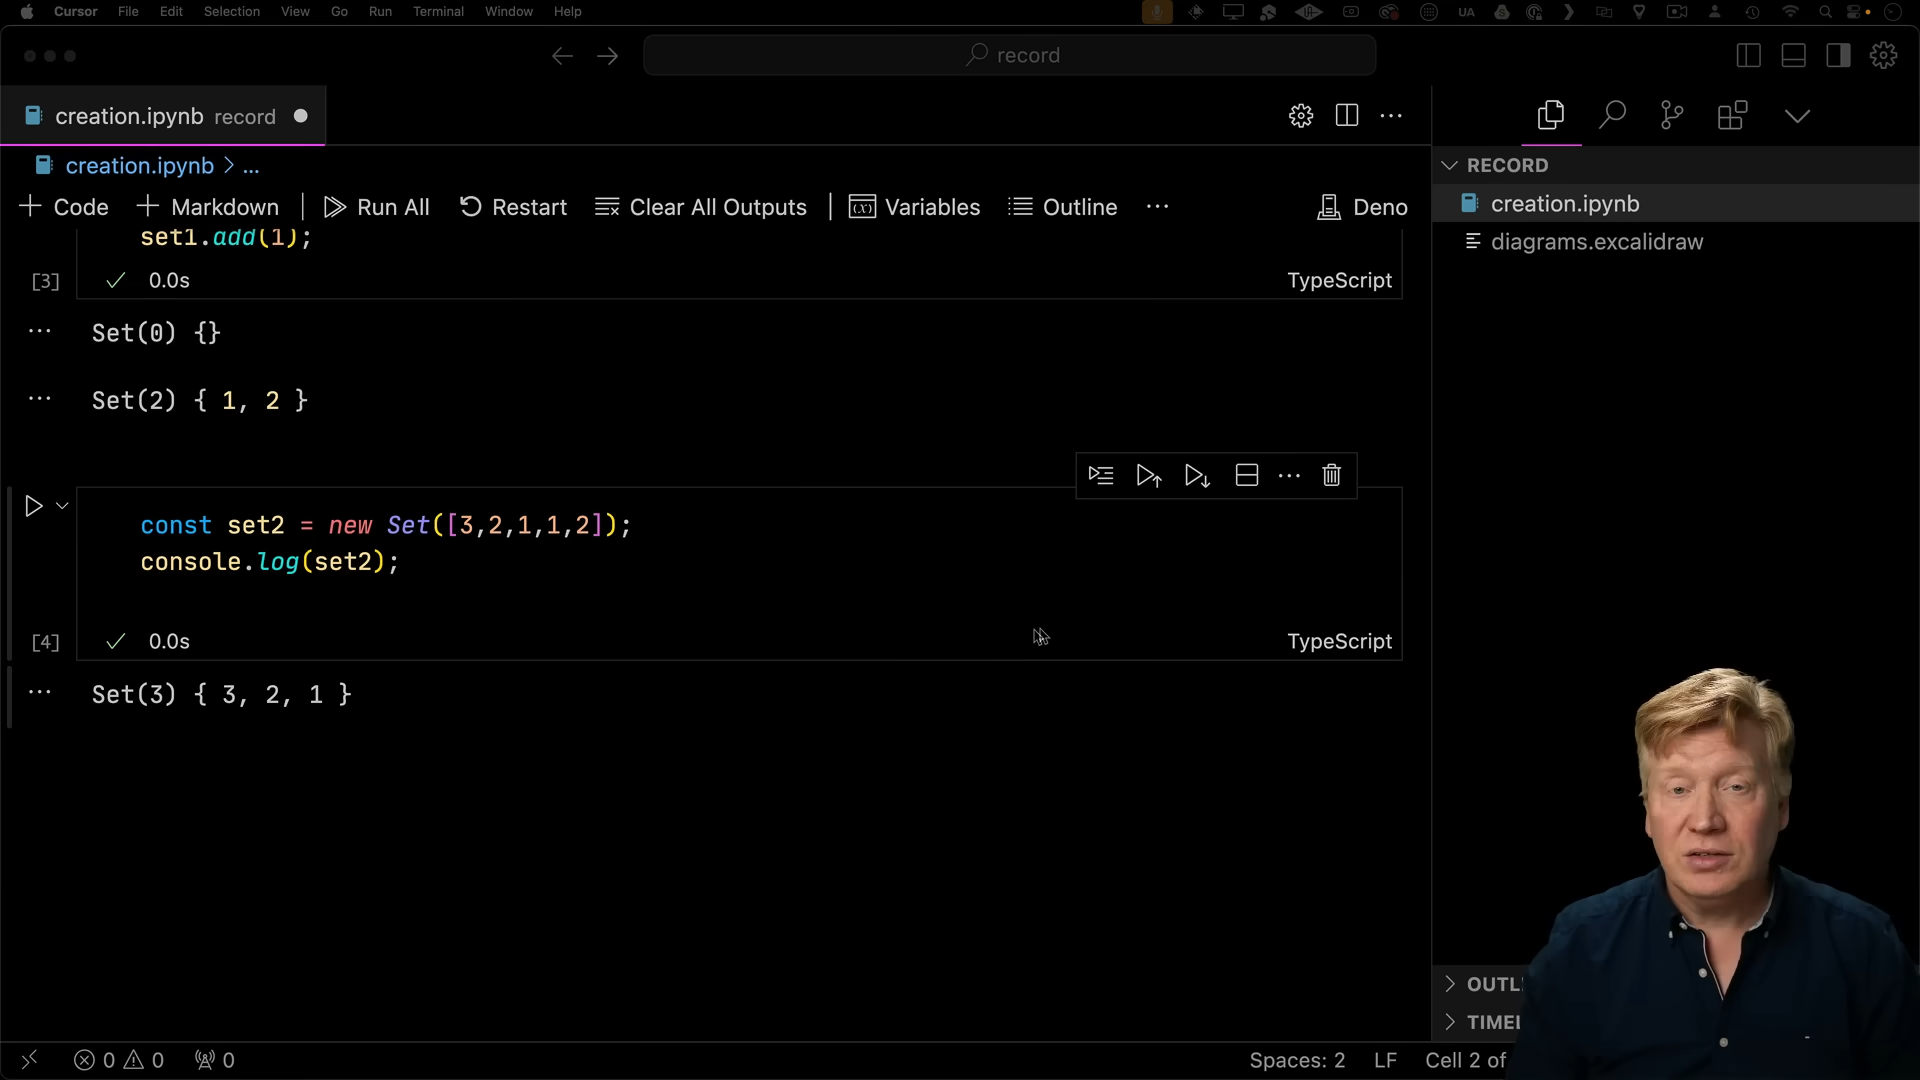 Cursor File Edit Selection View Go Run Terminal Window Help
UA
record
creation.ipynb record
creation.ipynb > ...
Code Markdown Run All Restart Clear All Outputs Variables Outline ... Deno
set1.add(1);
[3] 0.0s TypeScript
... Set(0) {}
... Set(2) { 1, 2 }
const set2 = new Set([3,2,1,1,2]);
console.log(set2);
[4] 0.0s TypeScript
... Set(3) { 3, 2, 1 }
RECORD
creation.ipynb
diagrams.excalidraw
OUTL
TIMEL
0 0 0
Spaces: 2 LF Cell 2 of